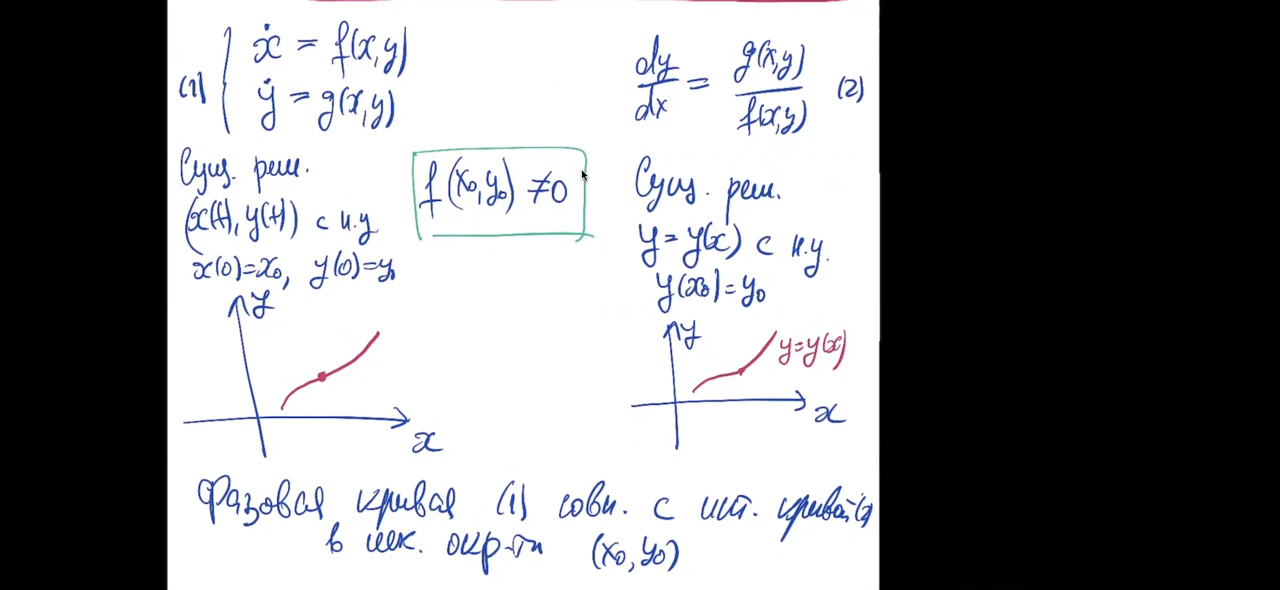 (1) { ẋ = f(x,y)
ẏ = g(x,y)
Сущ. реш.
(x(t), y(t)) с н.у
x(0)=x₀, y(0)=y₀
f(x₀,y₀) ≠0
dy/dx = g(x,y)/f(x,y) (2)
Сущ. реш.
y=y(x) с н.у.
y(x₀)=y₀
y
x
y
y=y(x)
x
Фазовая кривая (1) совп. с инт. кривой (2)
в нек. окр-ти (x₀,y₀)